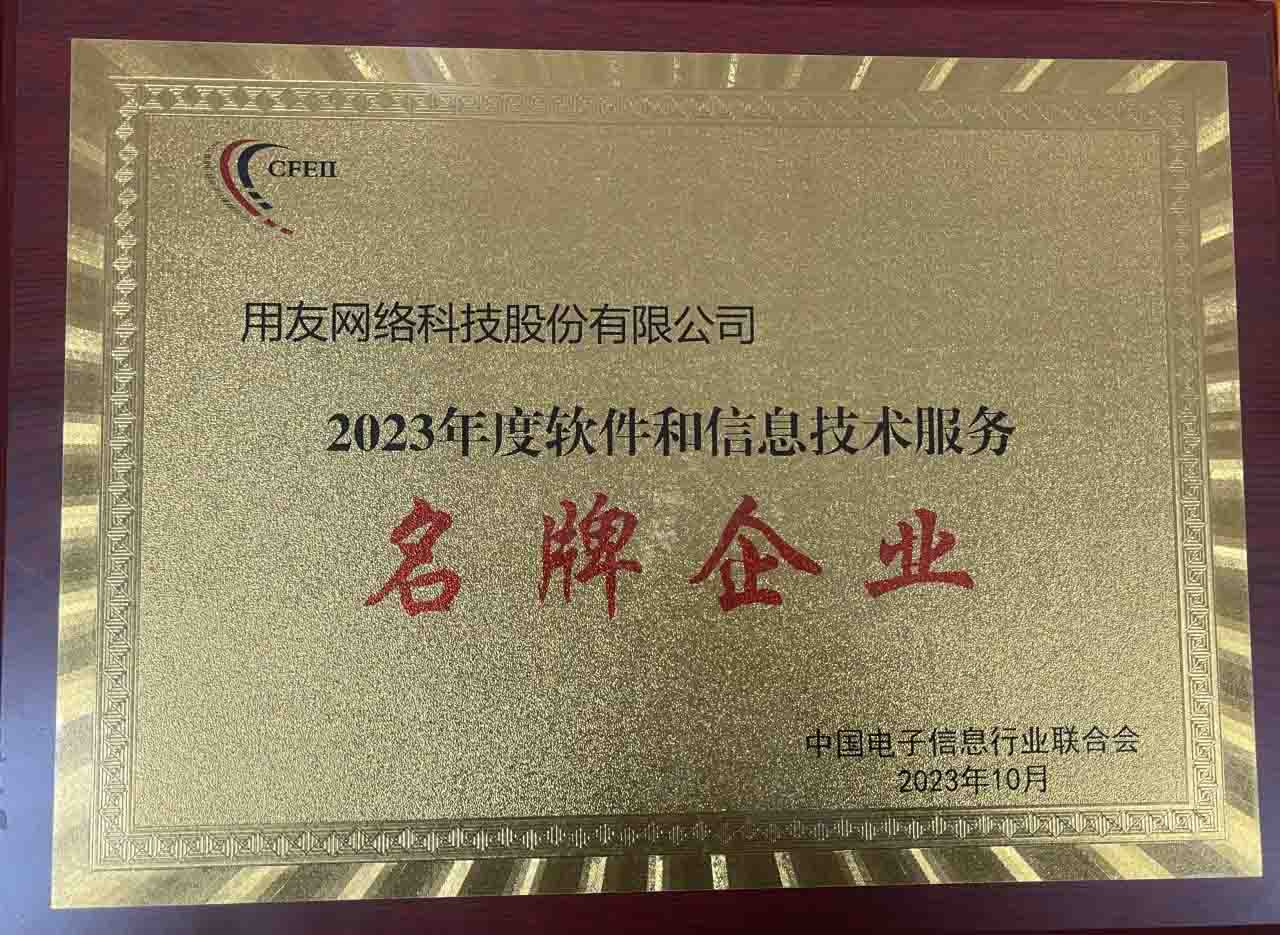 CFEII
用友网络科技股份有限公司
2023年度软件和信息技术服务
名牌企业
中国电子信息行业联合会
2023年10月